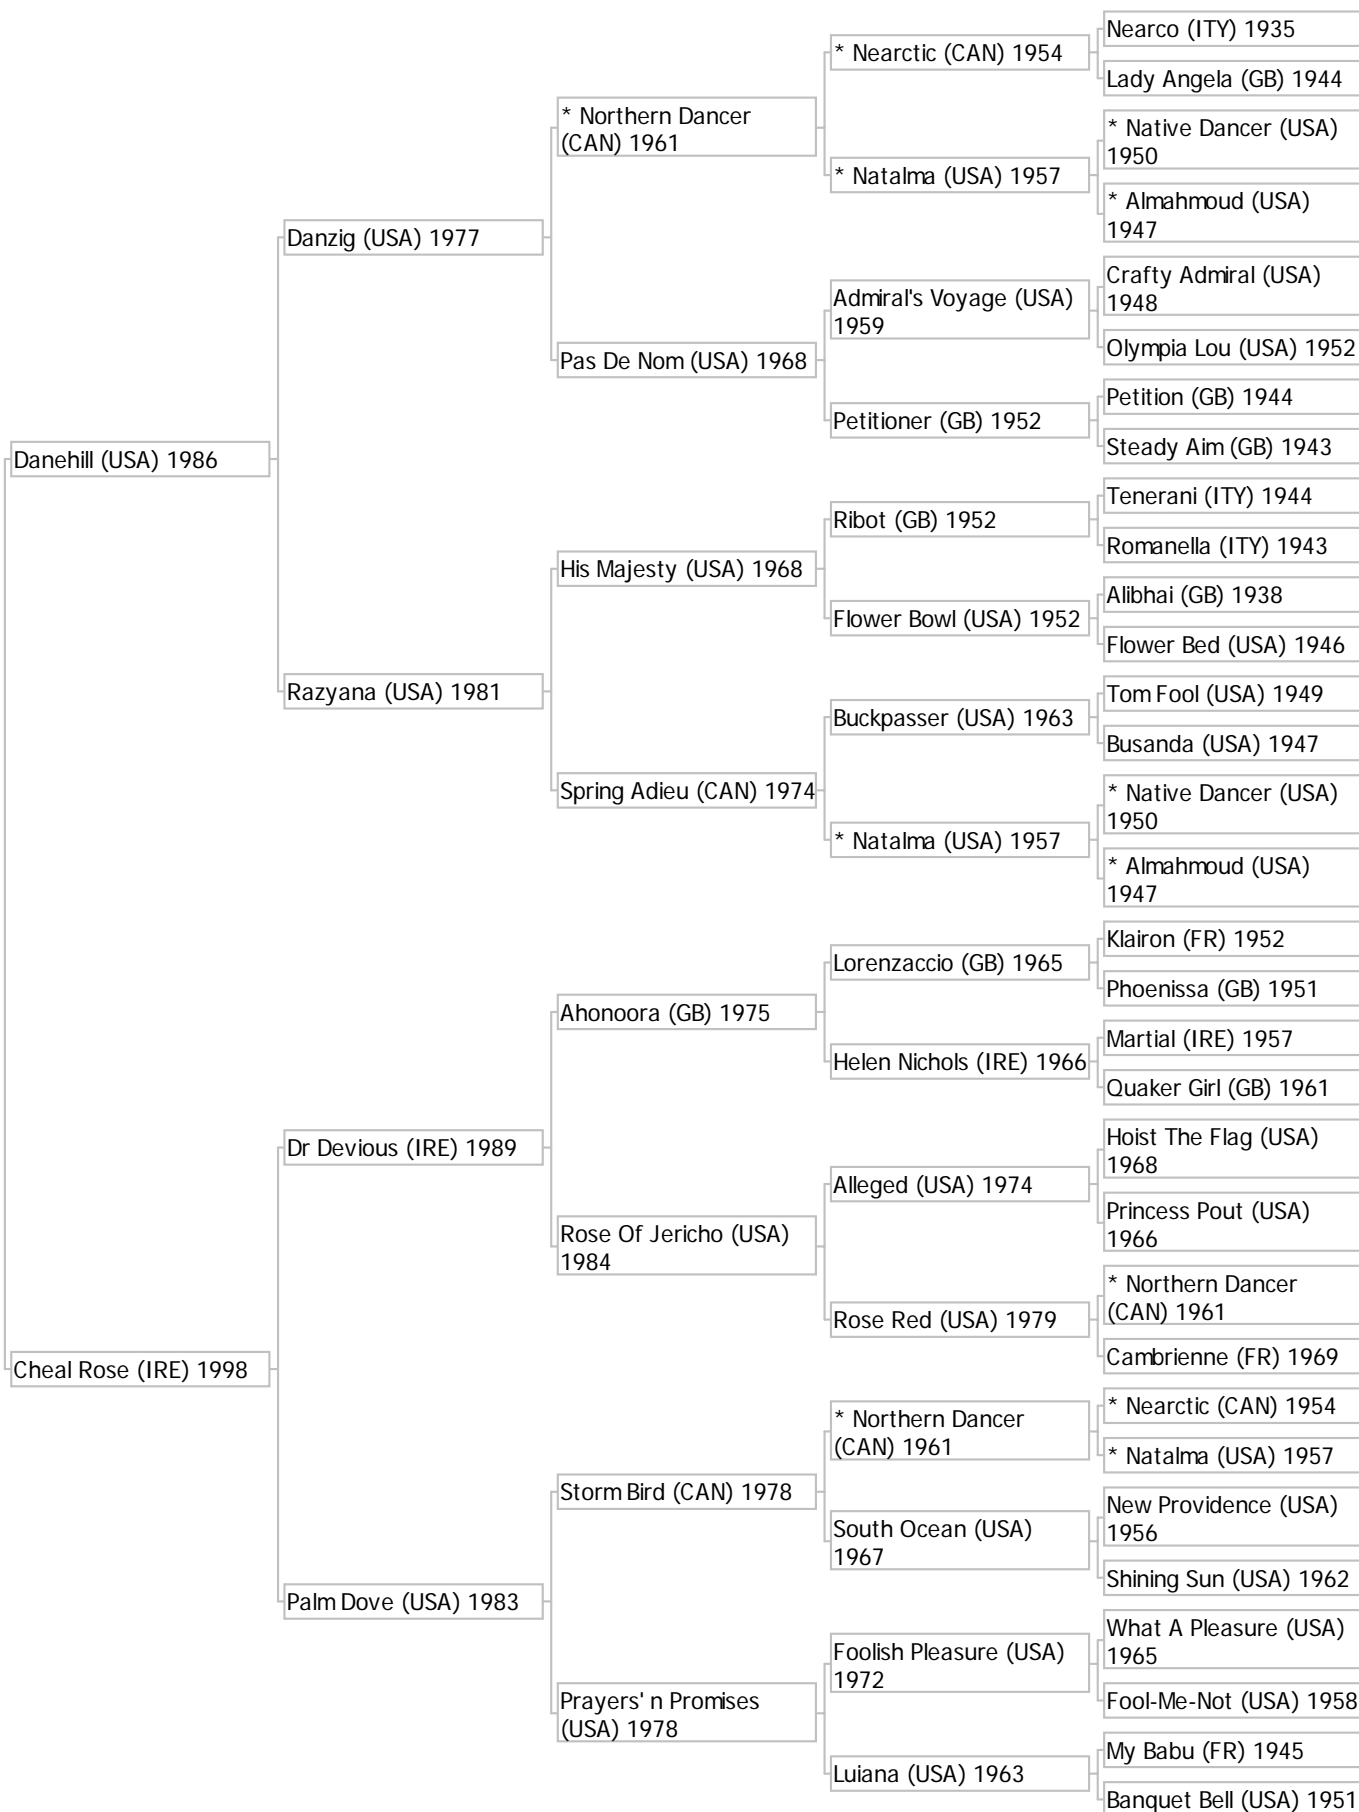 Nearco (ITY) 1935
* Nearctic (CAN) 1954
Lady Angela (GB) 1944
* Northern Dancer
(CAN) 1961
* Native Dancer (USA)
1950
* Natalma (USA) 1957
* Almahmoud (USA)
1947
Danzig (USA) 1977
Crafty Admiral (USA)
1948
Admiral's Voyage (USA)
1959
Olympia Lou (USA) 1952
Pas De Nom (USA) 1968
Petition (GB) 1944
Petitioner (GB) 1952
Steady Aim (GB) 1943
Danehill (USA) 1986
Tenerani (ITY) 1944
Ribot (GB) 1952
Romanella (ITY) 1943
His Majesty (USA) 1968
Alibhai (GB) 1938
Flower Bowl (USA) 1952
Flower Bed (USA) 1946
Razyana (USA) 1981
Tom Fool (USA) 1949
Buckpasser (USA) 1963
Busanda (USA) 1947
Spring Adieu (CAN) 1974
* Native Dancer (USA)
1950
* Natalma (USA) 1957
* Almahmoud (USA)
1947
Klairon (FR) 1952
Lorenzaccio (GB) 1965
Phoenissa (GB) 1951
Ahonoora (GB) 1975
Martial (IRE) 1957
Helen Nichols (IRE) 1966
Quaker Girl (GB) 1961
Dr Devious (IRE) 1989
Hoist The Flag (USA)
1968
Alleged (USA) 1974
Princess Pout (USA)
1966
Rose Of Jericho (USA)
1984
* Northern Dancer
(CAN) 1961
Rose Red (USA) 1979
Cambrienne (FR) 1969
Cheal Rose (IRE) 1998
* Nearctic (CAN) 1954
* Northern Dancer
(CAN) 1961
* Natalma (USA) 1957
Storm Bird (CAN) 1978
New Providence (USA)
1956
South Ocean (USA)
1967
Shining Sun (USA) 1962
Palm Dove (USA) 1983
What A Pleasure (USA)
1965
Foolish Pleasure (USA)
1972
Fool-Me-Not (USA) 1958
Prayers' n Promises
(USA) 1978
My Babu (FR) 1945
Luiana (USA) 1963
Banquet Bell (USA) 1951